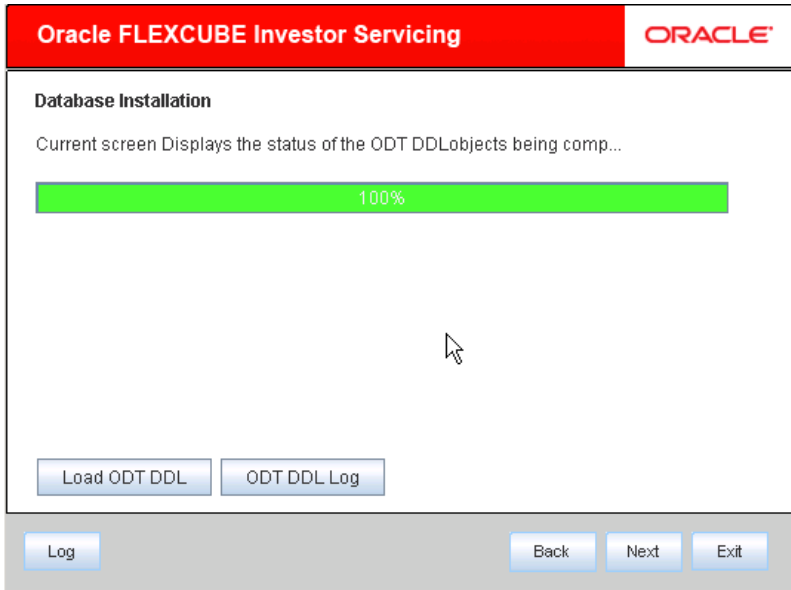 Oracle FLEXCUBE Investor Servicing
ORACLE
Database Installation
Current screen Displays the status of the ODT DDLobjects being comp...
100%
Load ODT DDL
ODT DDL Log
Log
Back
Next
Exit